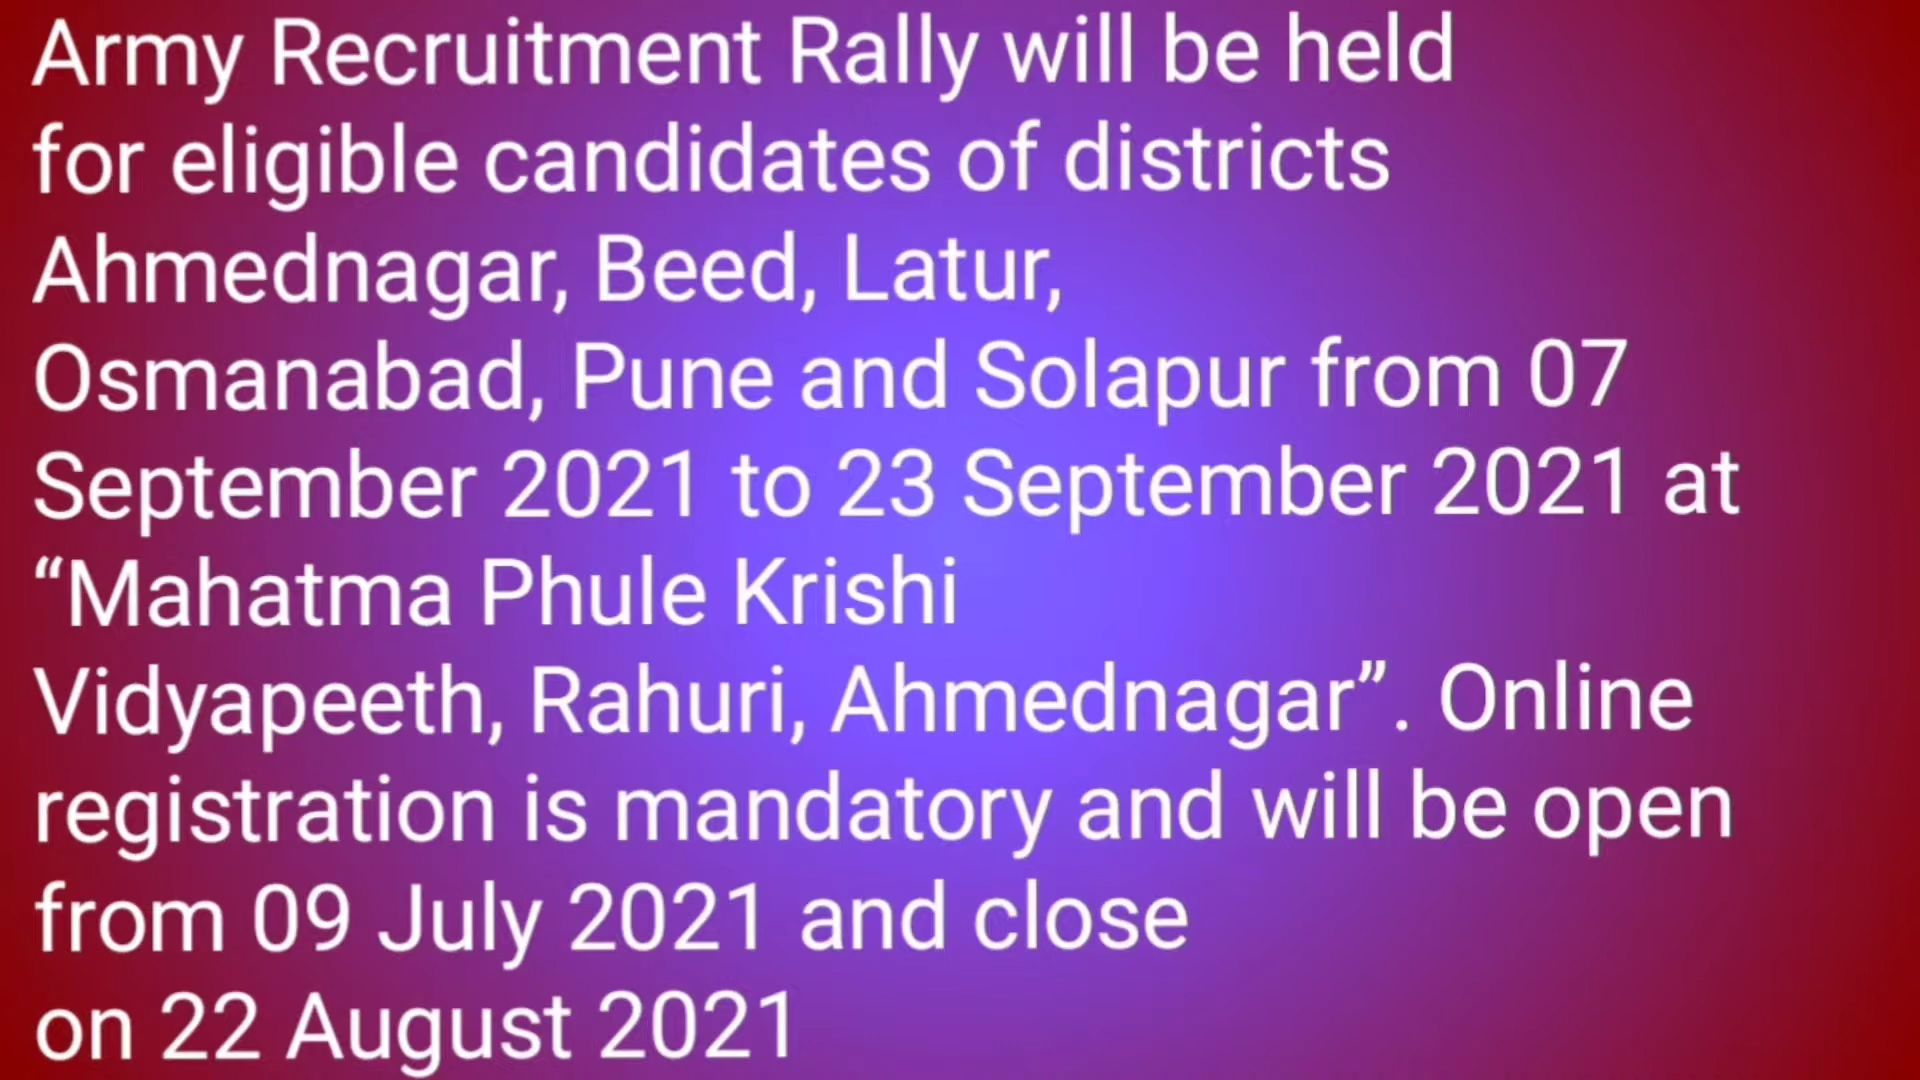 Army Recruitment Rally will be held
for eligible candidates of districts
Ahmednagar, Beed, Latur,
Osmanabad, Pune and Solapur from 07
September 2021 to 23 September 2021 at
“Mahatma Phule Krishi
Vidyapeeth, Rahuri, Ahmednagar”. Online
registration is mandatory and will be open
from 09 July 2021 and close
on 22 August 2021